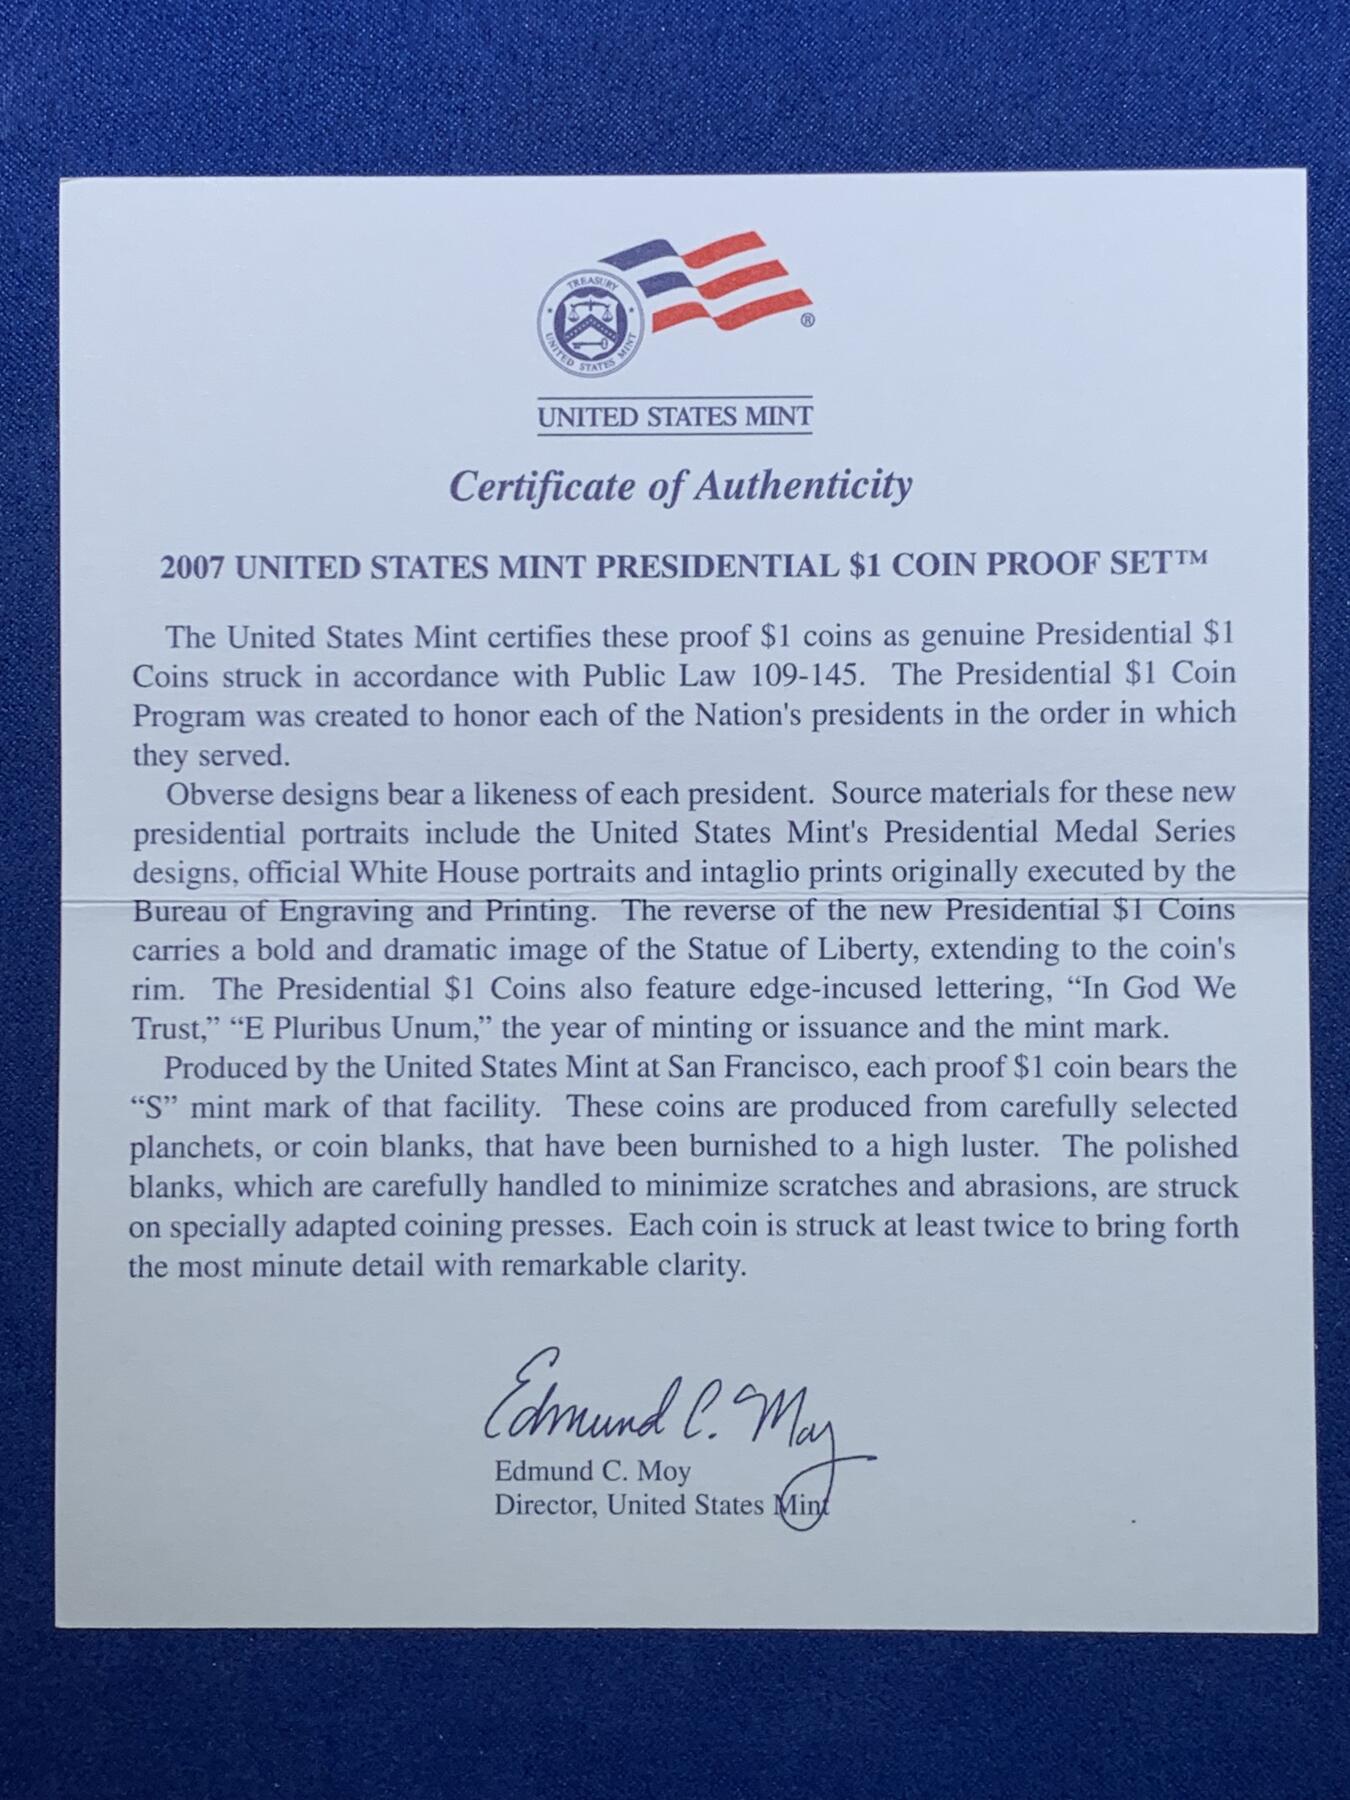 TREASURY
UNITED STATES MINT
®
UNITED STATES MINT
Certificate of Authenticity
2007 UNITED STATES MINT PRESIDENTIAL $1 COIN PROOF SET™
The United States Mint certifies these proof $1 coins as genuine Presidential $1
Coins struck in accordance with Public Law 109-145. The Presidential $1 Coin
Program was created to honor each of the Nation's presidents in the order in which
they served.
Obverse designs bear a likeness of each president. Source materials for these new
presidential portraits include the United States Mint's Presidential Medal Series
designs, official White House portraits and intaglio prints originally executed by the
Bureau of Engraving and Printing. The reverse of the new Presidential $1 Coins
carries a bold and dramatic image of the Statue of Liberty, extending to the coin's
rim. The Presidential $1 Coins also feature edge-incused lettering, “In God We
Trust,” “E Pluribus Unum,” the year of minting or issuance and the mint mark.
Produced by the United States Mint at San Francisco, each proof $1 coin bears the
“S” mint mark of that facility. These coins are produced from carefully selected
planchets, or coin blanks, that have been burnished to a high luster. The polished
blanks, which are carefully handled to minimize scratches and abrasions, are struck
on specially adapted coining presses. Each coin is struck at least twice to bring forth
the most minute detail with remarkable clarity.
Edmund C. Moy
Edmund C. Moy
Director, United States Mint